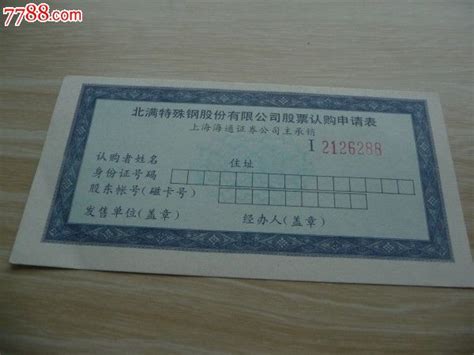 7788.com
北满特殊钢股份有限公司股票认购申请表
上海海通证券公司主承销
I 2126288
认购者姓名 住址
身份证号码
股东帐号(磁卡号)
发售单位(盖章) 经办人(盖章)